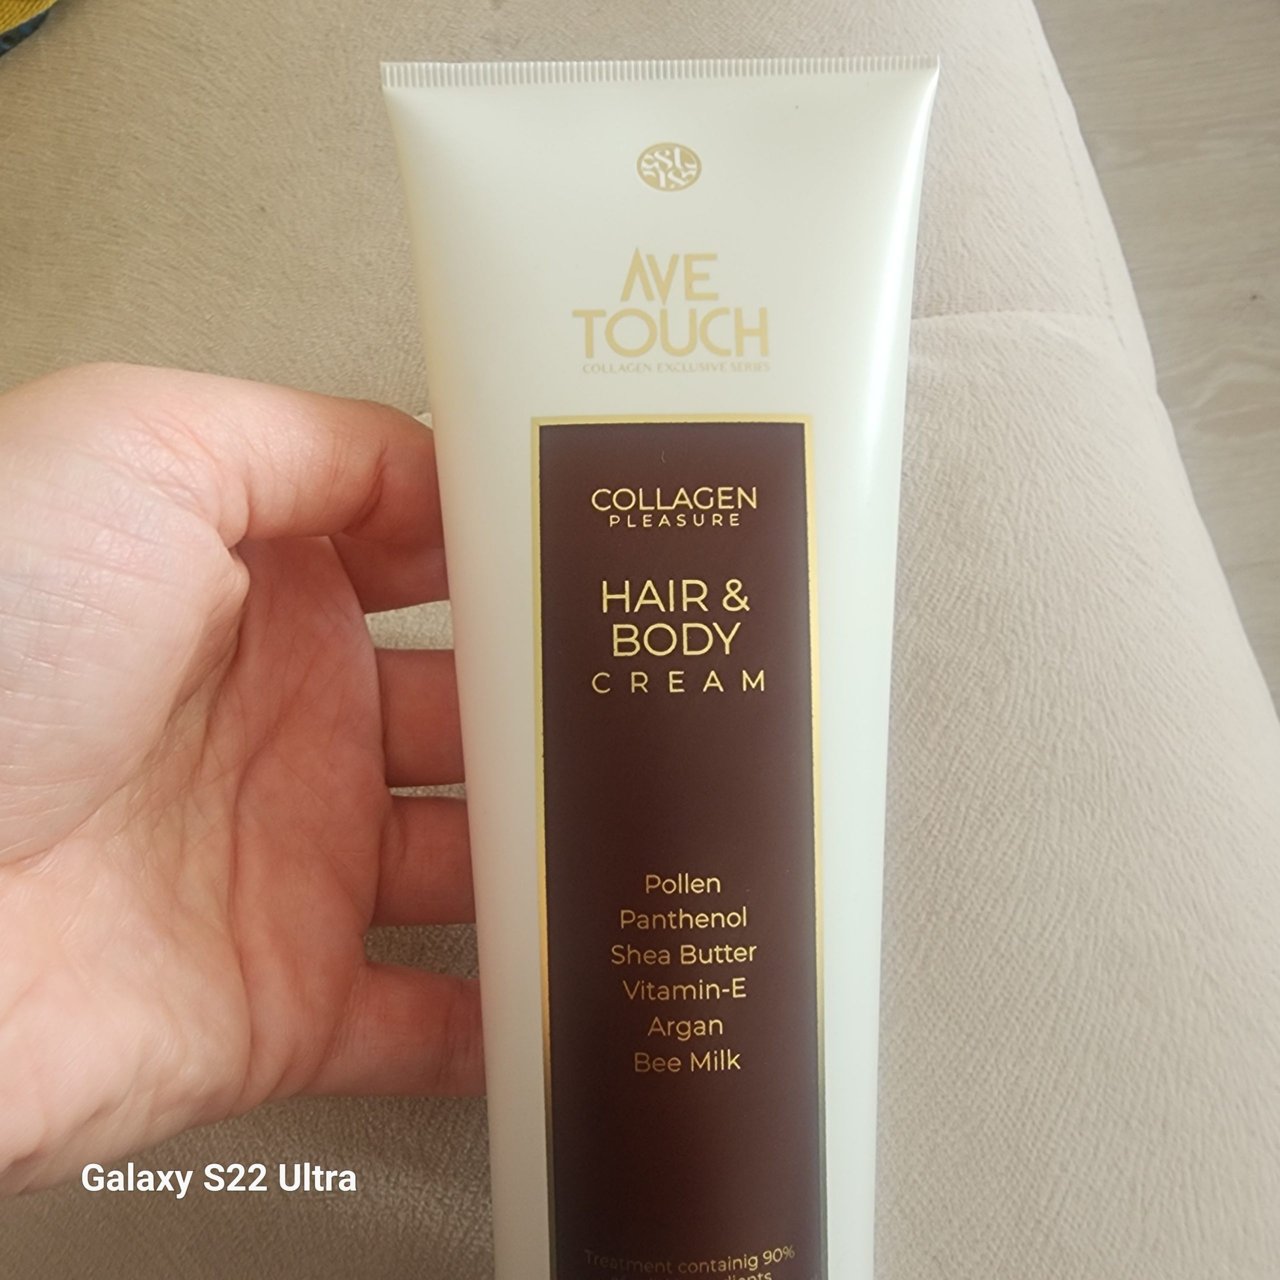 AVE
TOUCH
COLLAGEN EXCLUSIVE SERIES
COLLAGEN
PLEASURE
HAIR &
BODY
CREAM
Pollen
Panthenol
Shea Butter
Vitamin-E
Argan
Bee Milk
Galaxy S22 Ultra
Treatment containig 90%